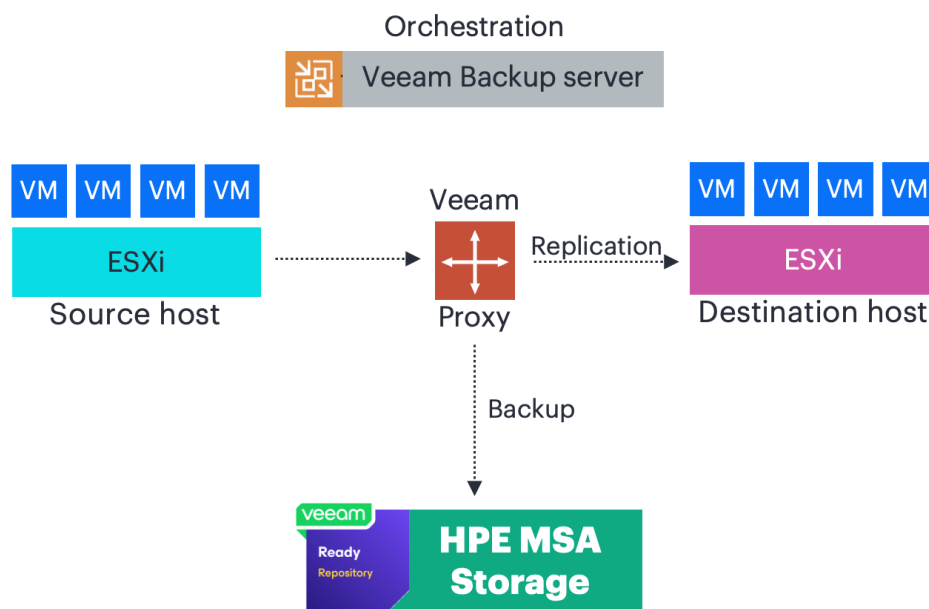 Orchestration
Veeam Backup server
VM VM VM VM
VM VM VM VM
ESXi
Source host
Veeam
Proxy
Replication
ESXi
Destination host
Backup
veeam
Ready
Repository
HPE MSA
Storage